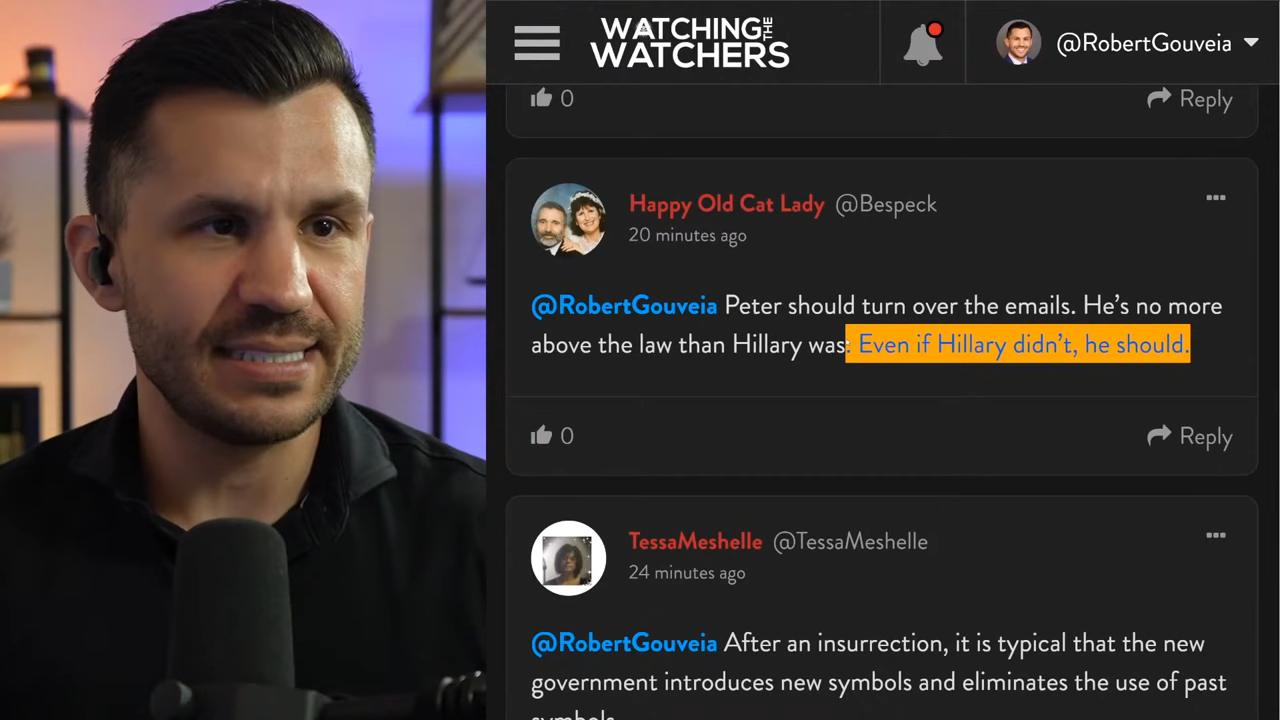 WATCHING THE
WATCHERS
@RobertGouveia
0
Reply
Happy Old Cat Lady @Bespeck
20 minutes ago
@RobertGouveia Peter should turn over the emails. He's no more
above the law than Hillary was. Even if Hillary didn't, he should.
0
Reply
TessaMeshelle @TessaMeshelle
24 minutes ago
@RobertGouveia After an insurrection, it is typical that the new
government introduces new symbols and eliminates the use of past
symbols